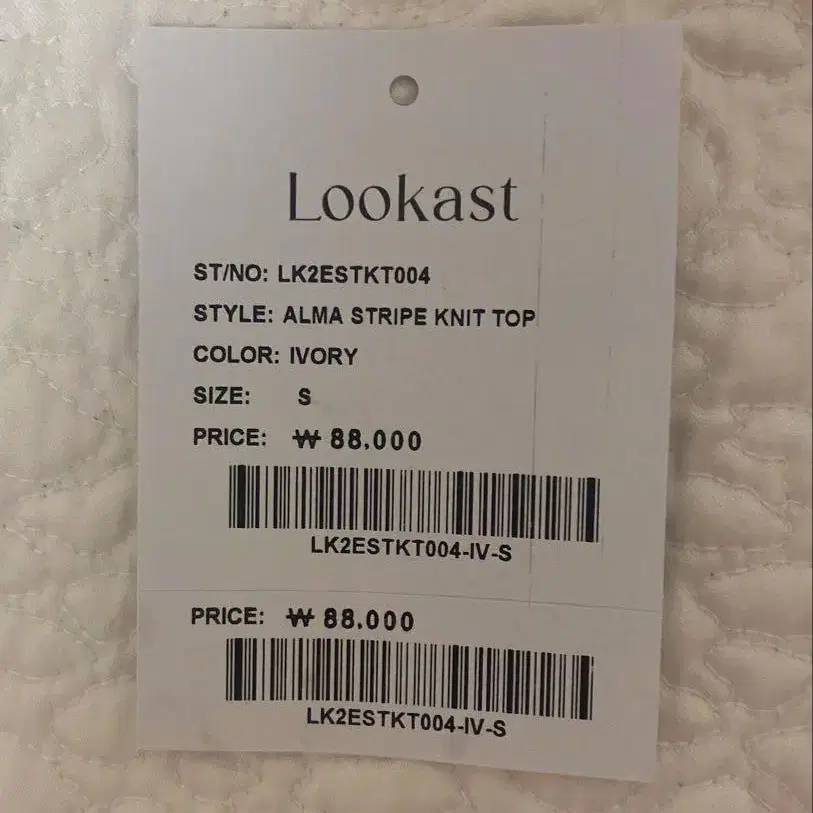 Lookast
ST/NO: LK2ESTKT004
STYLE: ALMA STRIPE KNIT TOP
COLOR: IVORY
SIZE: S
PRICE: ₩ 88,000
LK2ESTKT004-IV-S
PRICE: ₩ 88,000
LK2ESTKT004-IV-S